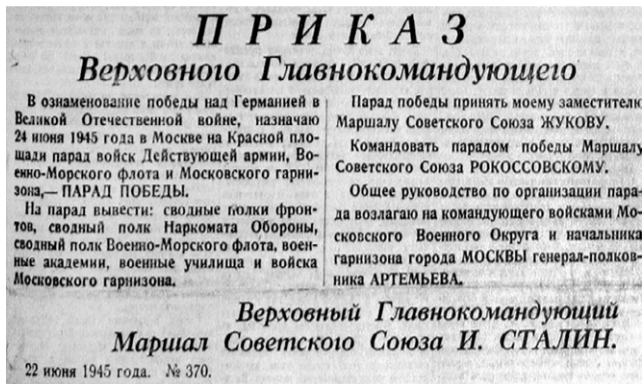 ПРИКАЗ
Верховного Главнокомандующего
В ознаменование победы над Германией в
Великой Отечественной войне, назначаю
24 июня 1945 года в Москве на Красной пло-
щади парад войск Действующей армии, Во-
енно-Морского флота и Московского гарни-
зона,— ПАРАД ПОБЕДЫ.
На парад вывести: сводные полки фрон-
тов, сводный полк Наркомата Обороны,
сводный полк Военно-Морского флота, воен-
ные академии, военные училища и войска
Московского гарнизона.
Парад победы принять моему заместителю
Маршалу Советского Союза ЖУКОВУ.
Командовать парадом победы Маршалу
Советского Союза РОКОССОВСКОМУ.
Общее руководство по организации пара-
да возлагаю на командующего войсками Мо-
сковского Военного Округа и начальника
гарнизона города МОСКВЫ генерал-полков-
ника АРТЕМЬЕВА.
Верховный Главнокомандующий
Маршал Советского Союза И. СТАЛИН.
22 июня 1945 года. № 370.